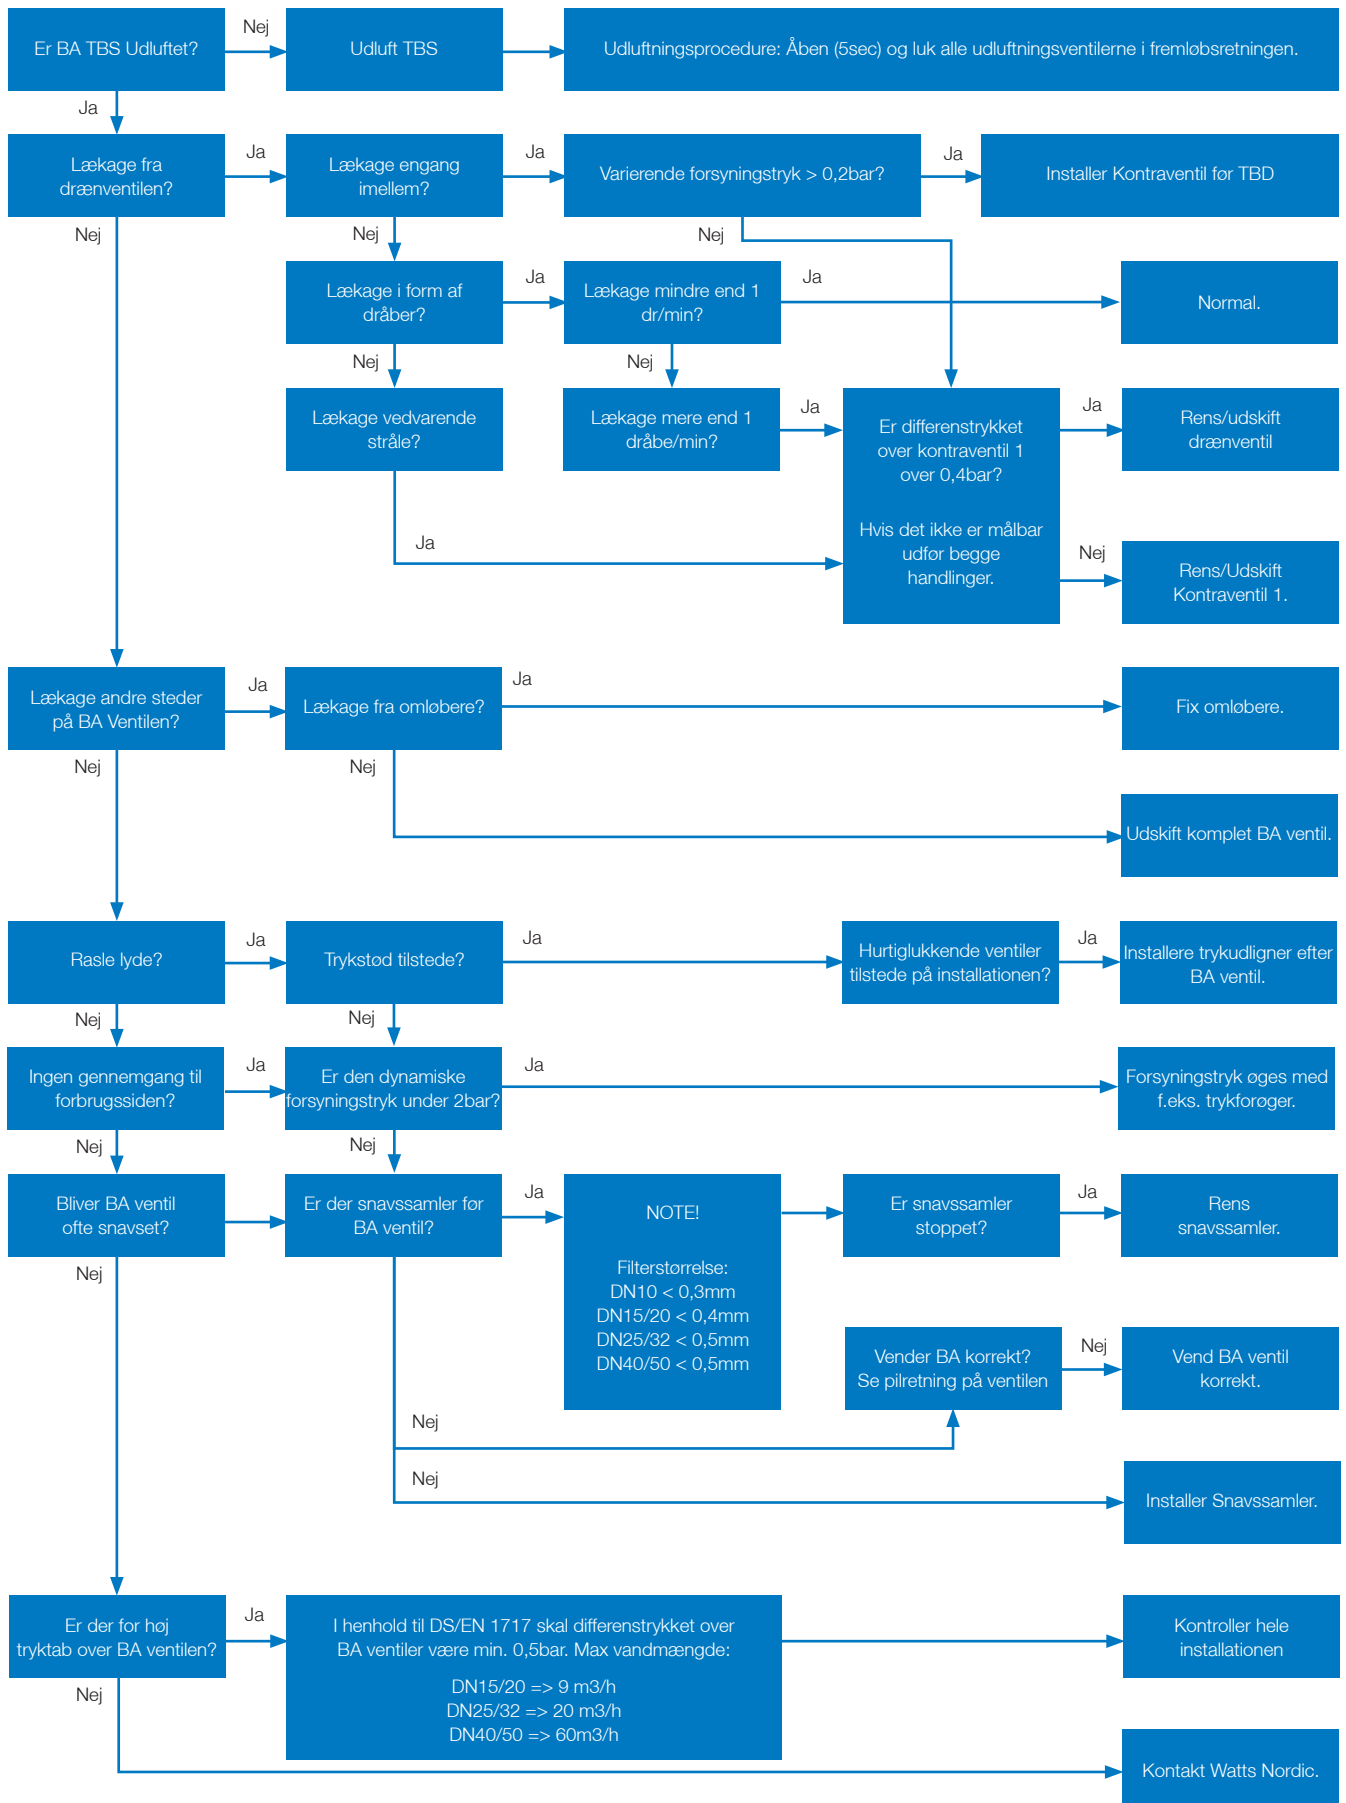 Er BA TBS Udluftet?
Nej
Udluft TBS
Udluftningsprocedure: Åben (5sec) og luk alle udluftningsventilerne i fremløbsretningen.
Ja
Lækage fra
drænventilen?
Ja
Lækage engang
imellem?
Ja
Varierende forsyningstryk > 0,2bar?
Ja
Installer Kontraventil før TBD
Nej
Nej
Nej
Lækage i form af
dråber?
Ja
Lækage mindre end 1
dr/min?
Ja
Normal.
Nej
Nej
Lækage vedvarende
stråle?
Lækage mere end 1
dråbe/min?
Ja
Er differenstrykket
over kontraventil 1
over 0,4bar?
Hvis det ikke er målbar
udfør begge
handlinger.
Ja
Rens/udskift
drænventil
Ja
Nej
Rens/Udskift
Kontraventil 1.
Lækage andre steder
på BA Ventilen?
Ja
Lækage fra omløbere?
Ja
Fix omløbere.
Nej
Nej
Udskift komplet BA ventil.
Rasle lyde?
Ja
Trykstød tilstede?
Ja
Hurtiglukkende ventiler
tilstede på installationen?
Ja
Installere trykudligner efter
BA ventil.
Nej
Nej
Ingen gennemgang til
forbrugssiden?
Ja
Er den dynamiske
forsyningstryk under 2bar?
Ja
Forsyningstryk øges med
f.eks. trykforøger.
Nej
Nej
Bliver BA ventil
ofte snavset?
Er der snavssamler før
BA ventil?
Ja
NOTE!
Filterstørrelse:
DN10 < 0,3mm
DN15/20 < 0,4mm
DN25/32 < 0,5mm
DN40/50 < 0,5mm
Er snavssamler
stoppet?
Ja
Rens
snavssamler.
Nej
Vender BA korrekt?
Se pilretning på ventilen
Nej
Vend BA ventil
korrekt.
Nej
Nej
Installer Snavssamler.
Er der for høj
tryktab over BA ventilen?
Ja
I henhold til DS/EN 1717 skal differenstrykket over
BA ventiler være min. 0,5bar. Max vandmængde:
DN15/20 => 9 m3/h
DN25/32 => 20 m3/h
DN40/50 => 60m3/h
Kontroller hele
installationen
Nej
Kontakt Watts Nordic.